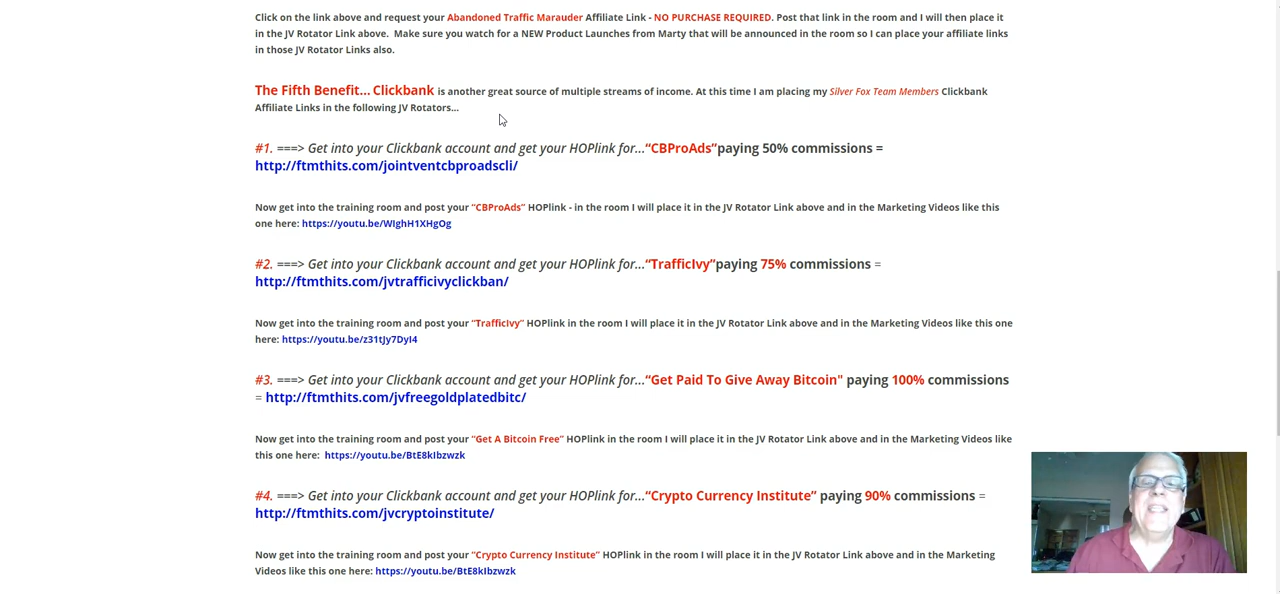 Click on the link above and request your Abandoned Traffic Marauder Affiliate Link - NO PURCHASE REQUIRED. Post that link in the room and I will then place it
in the JV Rotator Link above.  Make sure you watch for a NEW Product Launches from Marty that will be announced in the room so I can place your affiliate links
in those JV Rotator Links also.
The Fifth Benefit... Clickbank is another great source of multiple streams of income. At this time I am placing my Silver Fox Team Members Clickbank
Affiliate Links in the following JV Rotators...
#1. ===> Get into your Clickbank account and get your HOPlink for...“CBProAds”paying 50% commissions =
http://ftmthits.com/jointventcbproadscli/
Now get into the training room and post your “CBProAds” HOPlink - in the room I will place it in the JV Rotator Link above and in the Marketing Videos like this
one here: https://youtu.be/WIghH1XHgOg
#2. ===> Get into your Clickbank account and get your HOPlink for...“TrafficIvy”paying 75% commissions =
http://ftmthits.com/jvtrafficivyclickban/
Now get into the training room and post your “TrafficIvy” HOPlink in the room I will place it in the JV Rotator Link above and in the Marketing Videos like this one
here: https://youtu.be/z31tJy7DyI4
#3. ===> Get into your Clickbank account and get your HOPlink for...“Get Paid To Give Away Bitcoin" paying 100% commissions
= http://ftmthits.com/jvfreegoldplatedbitc/
Now get into the training room and post your “Get A Bitcoin Free” HOPlink in the room I will place it in the JV Rotator Link above and in the Marketing Videos like
this one here:  https://youtu.be/BtE8kIbzwzk
#4. ===> Get into your Clickbank account and get your HOPlink for...“Crypto Currency Institute” paying 90% commissions =
http://ftmthits.com/jvcryptoinstitute/
Now get into the training room and post your “Crypto Currency Institute” HOPlink in the room I will place it in the JV Rotator Link above and in the Marketing
Videos like this one here: https://youtu.be/BtE8kIbzwzk